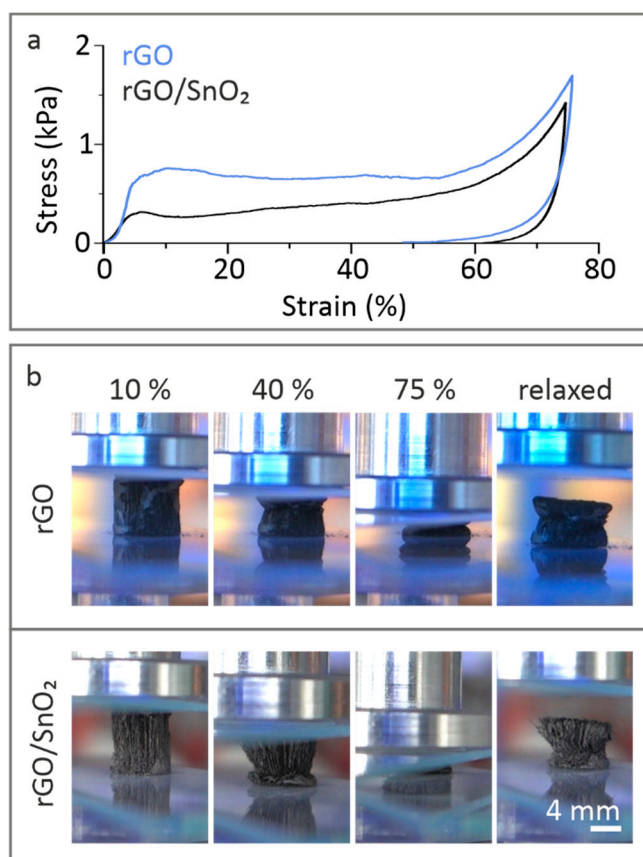 a
rGO
rGO/SnO₂
Stress (kPa)
2
1
0
0 20 40 60 80
Strain (%)
b
10 % 40 % 75 % relaxed
rGO
rGO/SnO₂
4 mm